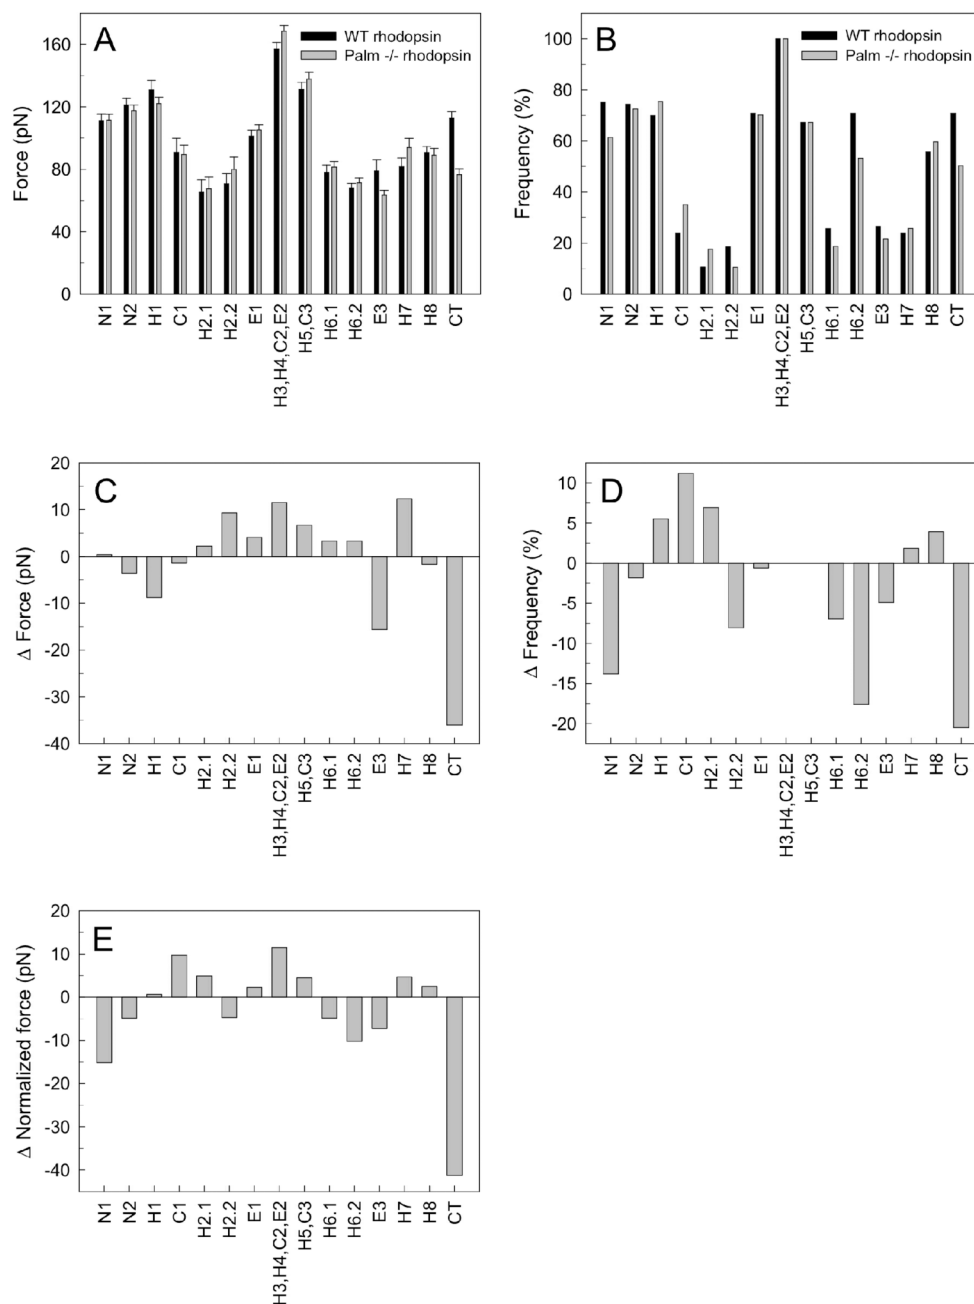 A
WT rhodopsin
Palm -/- rhodopsin
Force (pN)
160
120
80
40
0
N1
N2
H1
C1
H2.1
H2.2
E1
H3,H4,C2,E2
H5,C3
H6.1
H6.2
E3
H7
H8
CT
B
WT rhodopsin
Palm -/- rhodopsin
Frequency (%)
100
80
60
40
20
0
N1
N2
H1
C1
H2.1
H2.2
E1
H3,H4,C2,E2
H5,C3
H6.1
H6.2
E3
H7
H8
CT
C
Δ Force (pN)
20
10
0
-10
-20
-30
-40
N1
N2
H1
C1
H2.1
H2.2
E1
H3,H4,C2,E2
H5,C3
H6.1
H6.2
E3
H7
H8
CT
D
Δ Frequency (%)
10
5
0
-5
-10
-15
-20
N1
N2
H1
C1
H2.1
H2.2
E1
H3,H4,C2,E2
H5,C3
H6.1
H6.2
E3
H7
H8
CT
E
Δ Normalized force (pN)
20
10
0
-10
-20
-30
-40
N1
N2
H1
C1
H2.1
H2.2
E1
H3,H4,C2,E2
H5,C3
H6.1
H6.2
E3
H7
H8
CT